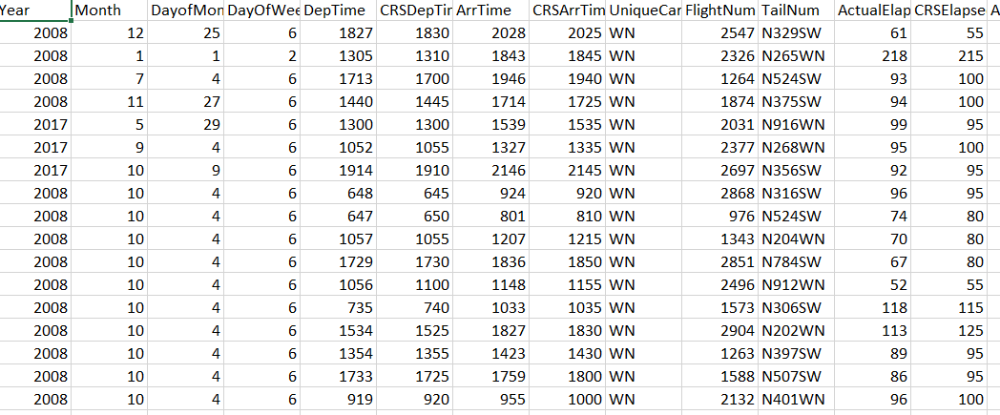 Year Month DayofMon DayOfWee DepTime CRSDepTim ArrTime CRSArrTim UniqueCar FlightNum TailNum ActualElap CRSElapse A
2008 12 25 6 1827 1830 2028 2025 WN 2547 N329SW 61 55
2008 1 1 2 1305 1310 1843 1845 WN 2326 N265WN 218 215
2008 7 4 6 1713 1700 1946 1940 WN 1264 N524SW 93 100
2008 11 27 6 1440 1445 1714 1725 WN 1874 N375SW 94 100
2017 5 29 6 1300 1300 1539 1535 WN 2031 N916WN 99 95
2017 9 4 6 1052 1055 1327 1335 WN 2377 N268WN 95 100
2017 10 9 6 1914 1910 2146 2145 WN 2697 N356SW 92 95
2008 10 4 6 648 645 924 920 WN 2868 N316SW 96 95
2008 10 4 6 647 650 801 810 WN 976 N524SW 74 80
2008 10 4 6 1057 1055 1207 1215 WN 1343 N204WN 70 80
2008 10 4 6 1729 1730 1836 1850 WN 2851 N784SW 67 80
2008 10 4 6 1056 1100 1148 1155 WN 2496 N912WN 52 55
2008 10 4 6 735 740 1033 1035 WN 1573 N306SW 118 115
2008 10 4 6 1534 1525 1827 1830 WN 2904 N202WN 113 125
2008 10 4 6 1354 1355 1423 1430 WN 1263 N397SW 89 95
2008 10 4 6 1733 1725 1759 1800 WN 1588 N507SW 86 95
2008 10 4 6 919 920 955 1000 WN 2132 N401WN 96 100